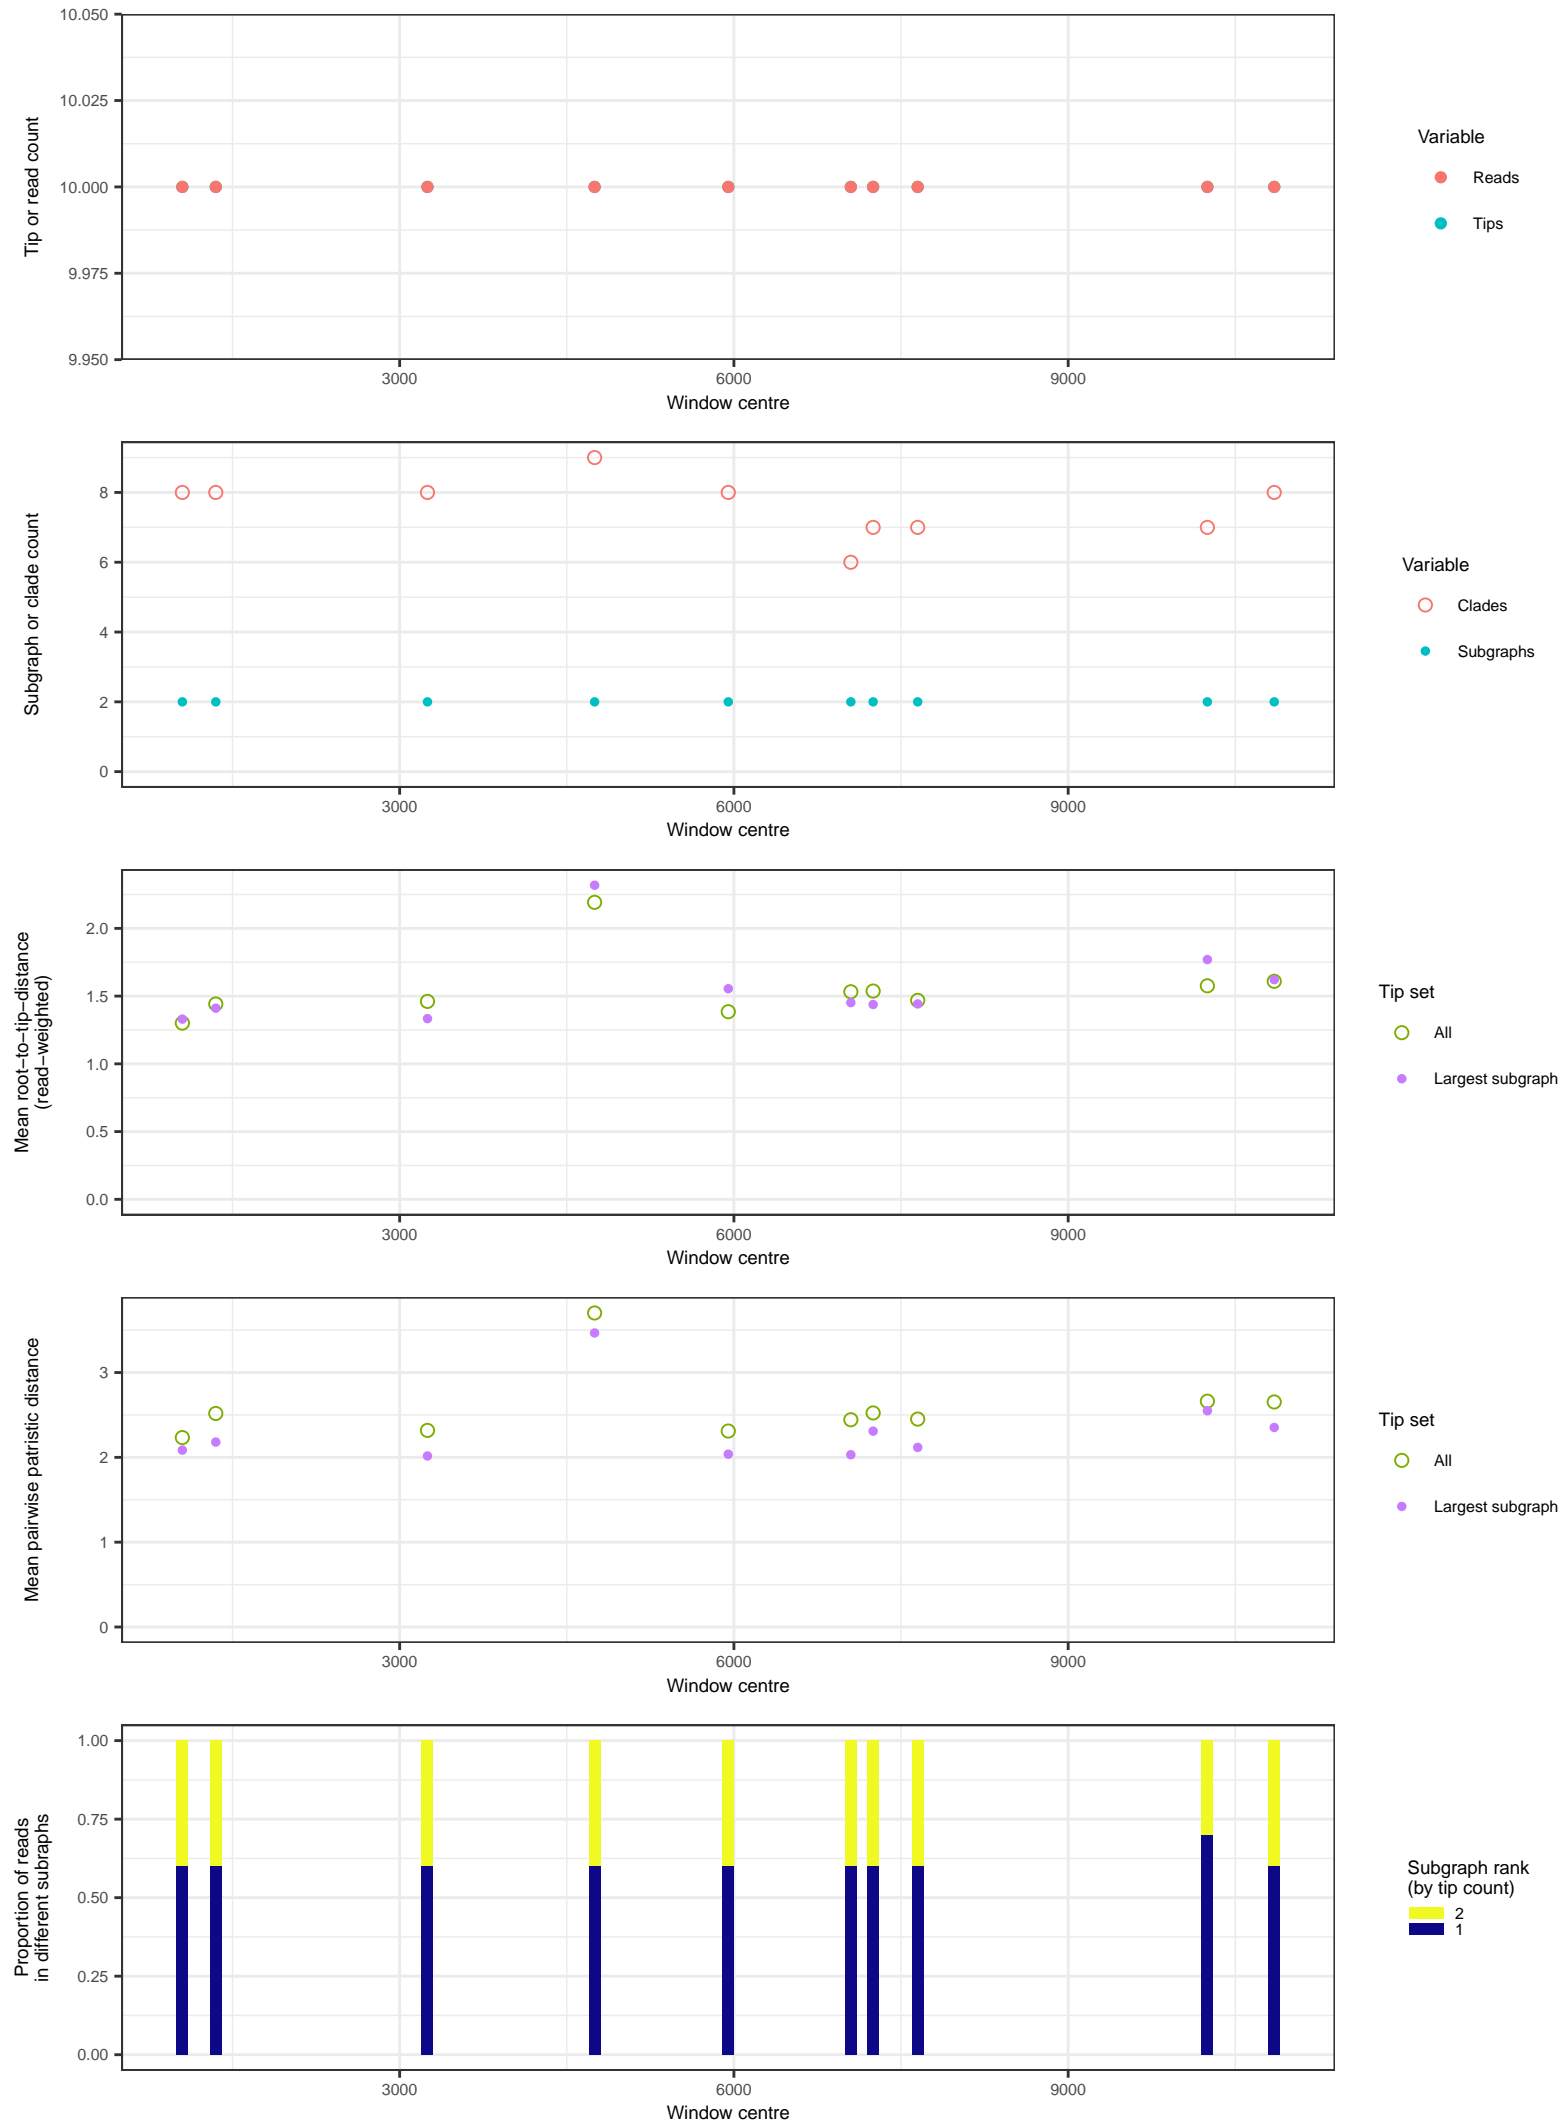 10.050
10.025
10.000
9.975
9.950
Tip or read count
3000 6000 9000
Window centre
Variable
Reads
Tips
8
6
4
2
0
Subgraph or clade count
3000 6000 9000
Window centre
Variable
Clades
Subgraphs
2.0
1.5
1.0
0.5
0.0
Mean root−to−tip−distance
(read−weighted)
3000 6000 9000
Window centre
Tip set
All
Largest subgraph
3
2
1
0
Mean pairwise patristic distance
3000 6000 9000
Window centre
Tip set
All
Largest subgraph
1.00
0.75
0.50
0.25
0.00
Proportion of reads
in different subraphs
3000 6000 9000
Window centre
Subgraph rank
(by tip count)
2
1